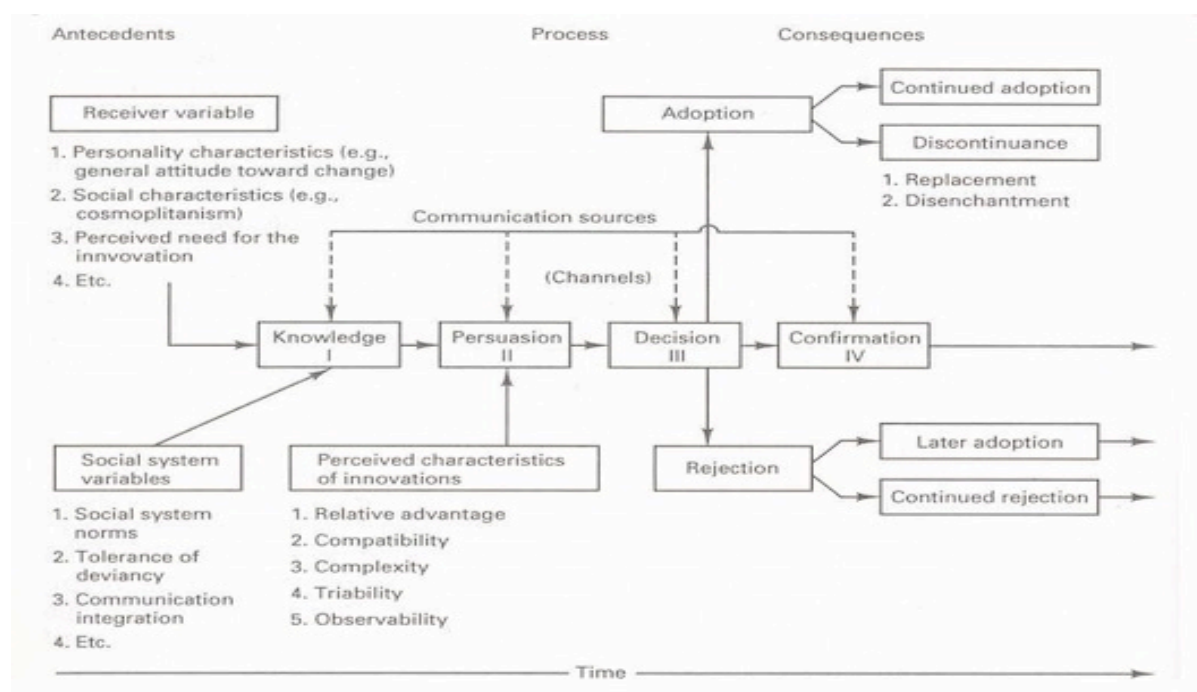 Antecedents
Process
Consequences
Receiver variable
1. Personality characteristics (e.g.,
general attitude toward change)
2. Social characteristics (e.g.,
cosmoplitanism)
3. Perceived need for the
innvovation
4. Etc.
Adoption
Continued adoption
Discontinuance
1. Replacement
2. Disenchantment
Communication sources
(Channels)
Knowledge
I
Persuasion
II
Decision
III
Confirmation
IV
Social system
variables
1. Social system
norms
2. Tolerance of
deviancy
3. Communication
integration
4. Etc.
Perceived characteristics
of innovations
1. Relative advantage
2. Compatibility
3. Complexity
4. Triability
5. Observability
Rejection
Later adoption
Continued rejection
Time